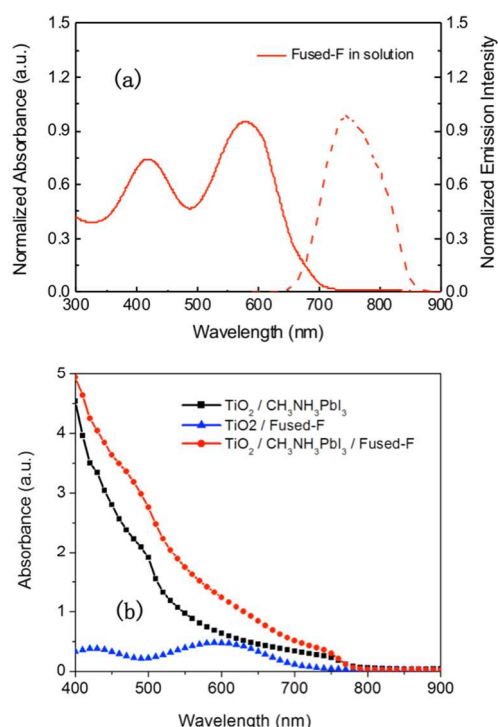 1.5
1.5
Fused-F in solution
(a)
1.2
1.2
0.9
0.9
0.6
0.6
0.3
0.3
0.0
0.0
Normalized Absorbance (a.u.)
Normalized Emission Intensity
300 400 500 600 700 800 900
Wavelength (nm)
5
TiO2 / CH3NH3PbI3
TiO2 / Fused-F
TiO2 / CH3NH3PbI3 / Fused-F
4
3
2
1
0
Absorbance (a.u.)
(b)
400 500 600 700 800 900
Wavelength (nm)